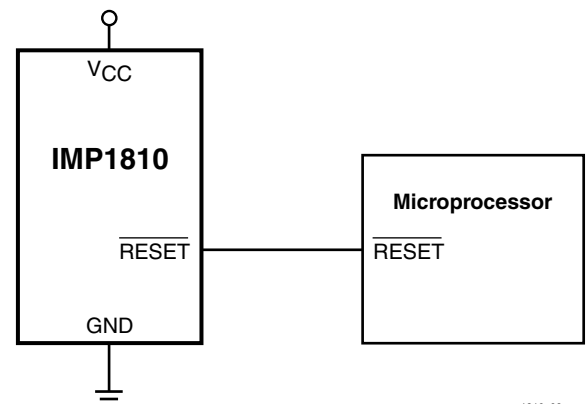 VCC
IMP1810
Microprocessor
RESET RESET
GND